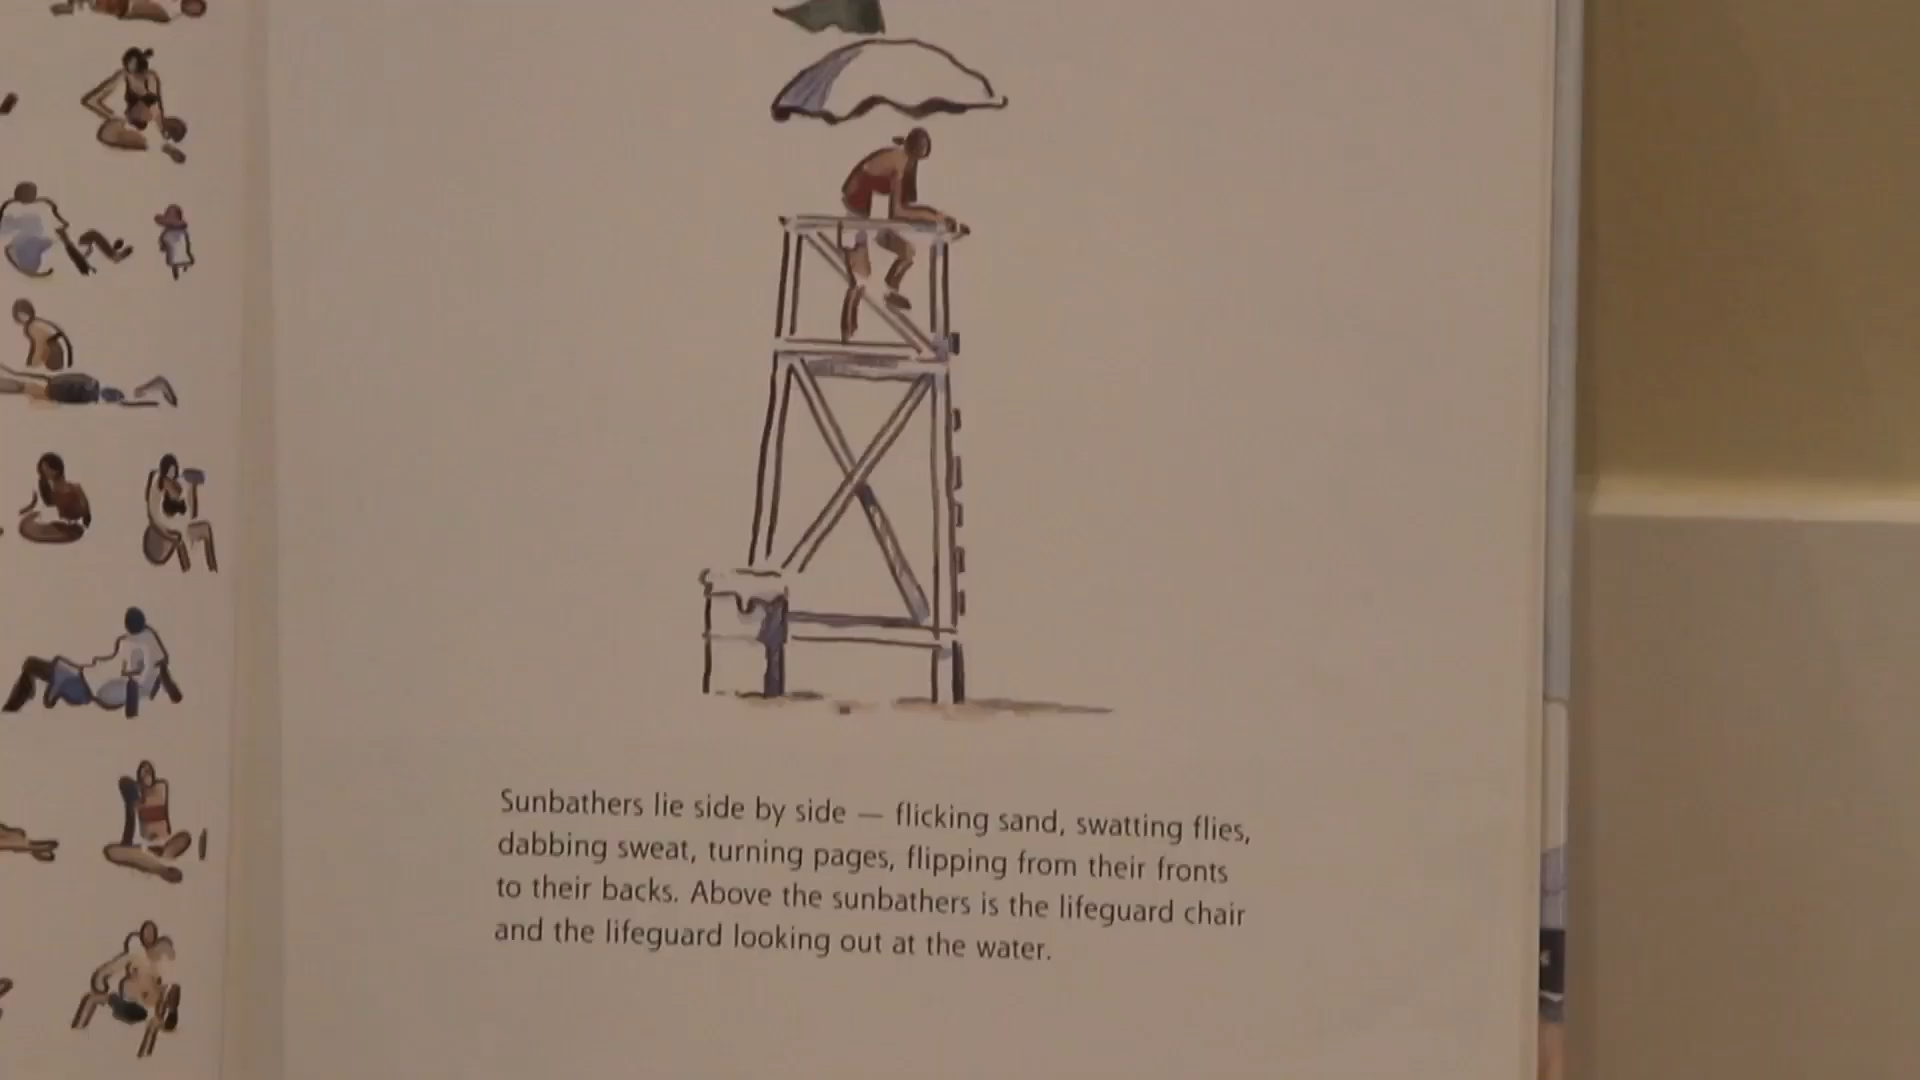 Sunbathers lie side by side — flicking sand, swatting flies,
dabbing sweat, turning pages, flipping from their fronts
to their backs. Above the sunbathers is the lifeguard chair
and the lifeguard looking out at the water.